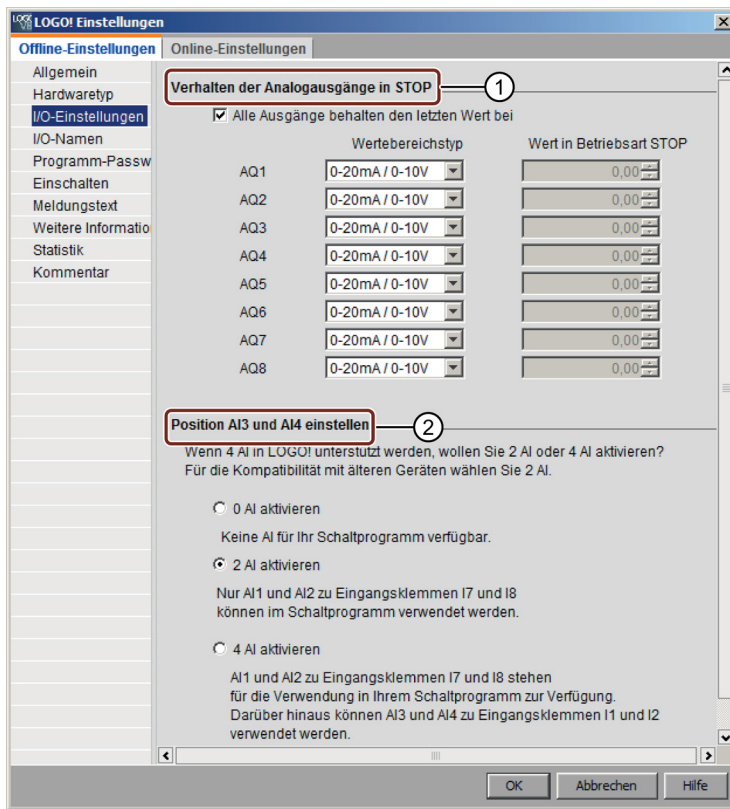 LOGO! Einstellungen
Offline-Einstellungen Online-Einstellungen
Allgemein
Hardwaretyp
I/O-Einstellungen
I/O-Namen
Programm-Passw
Einschalten
Meldungstext
Weitere Informatio
Statistik
Kommentar
Verhalten der Analogausgänge in STOP 1
Alle Ausgänge behalten den letzten Wert bei
Wertebereichstyp Wert in Betriebsart STOP
AQ1 0-20mA / 0-10V 0,00
AQ2 0-20mA / 0-10V 0,00
AQ3 0-20mA / 0-10V 0,00
AQ4 0-20mA / 0-10V 0,00
AQ5 0-20mA / 0-10V 0,00
AQ6 0-20mA / 0-10V 0,00
AQ7 0-20mA / 0-10V 0,00
AQ8 0-20mA / 0-10V 0,00
Position AI3 und AI4 einstellen 2
Wenn 4 AI in LOGO! unterstützt werden, wollen Sie 2 AI oder 4 AI aktivieren?
Für die Kompatibilität mit älteren Geräten wählen Sie 2 AI.
0 AI aktivieren
Keine AI für Ihr Schaltprogramm verfügbar.
2 AI aktivieren
Nur AI1 und AI2 zu Eingangsklemmen I7 und I8
können im Schaltprogramm verwendet werden.
4 AI aktivieren
AI1 und AI2 zu Eingangsklemmen I7 und I8 stehen
für die Verwendung in Ihrem Schaltprogramm zur Verfügung.
Darüber hinaus können AI3 und AI4 zu Eingangsklemmen I1 und I2
verwendet werden.
OK Abbrechen Hilfe